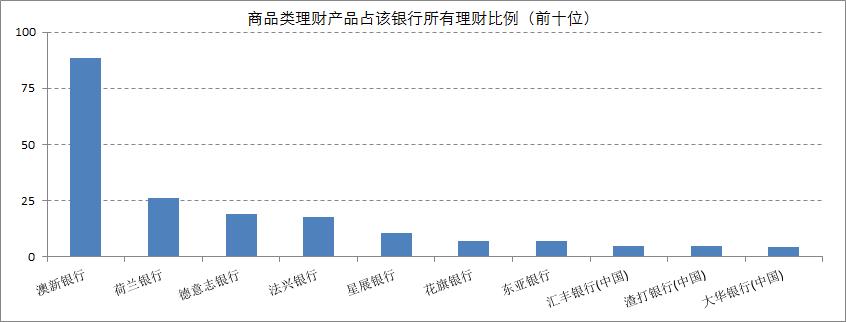 商品类理财产品占该银行所有理财比例（前十位）
100
75
50
25
0
澳新银行
荷兰银行
德意志银行
法兴银行
星展银行
花旗银行
东亚银行
汇丰银行(中国)
渣打银行(中国)
大华银行(中国)